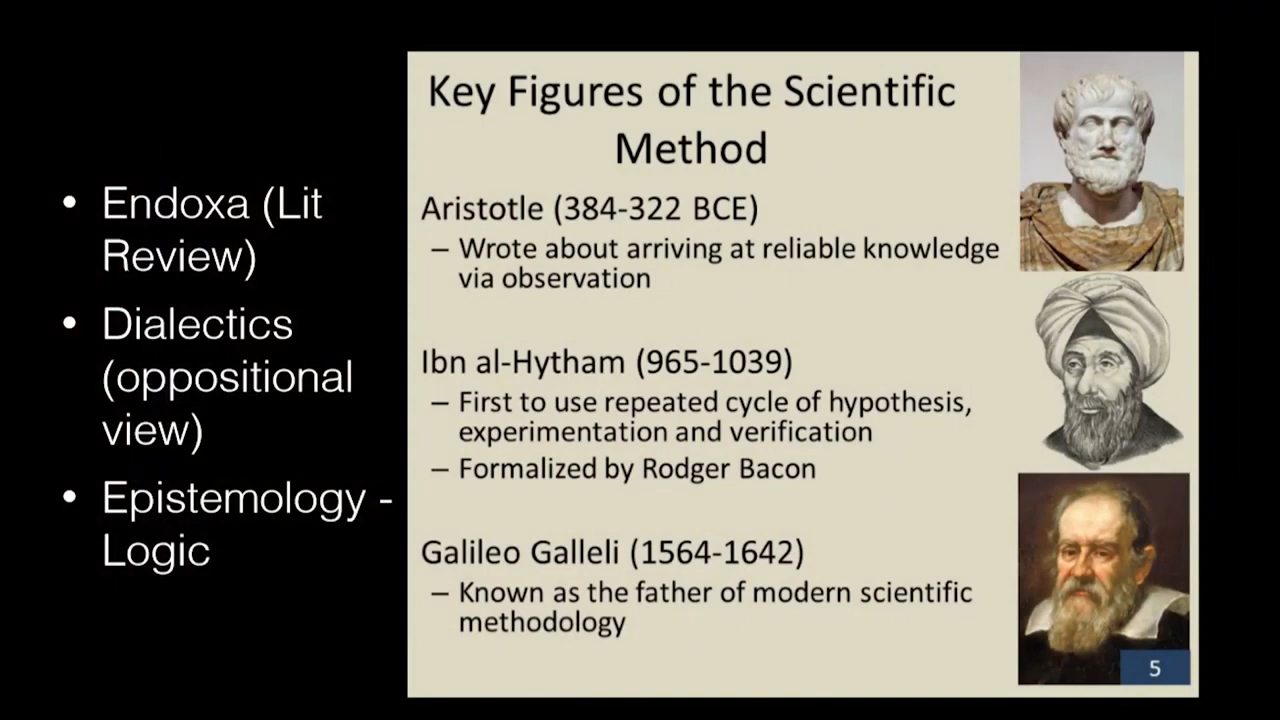 • Endoxa (Lit
Review)
• Dialectics
(oppositional
view)
• Epistemology -
Logic
Key Figures of the Scientific
Method
Aristotle (384-322 BCE)
– Wrote about arriving at reliable knowledge
via observation
Ibn al-Hytham (965-1039)
– First to use repeated cycle of hypothesis,
experimentation and verification
– Formalized by Rodger Bacon
Galileo Galleli (1564-1642)
– Known as the father of modern scientific
methodology
5